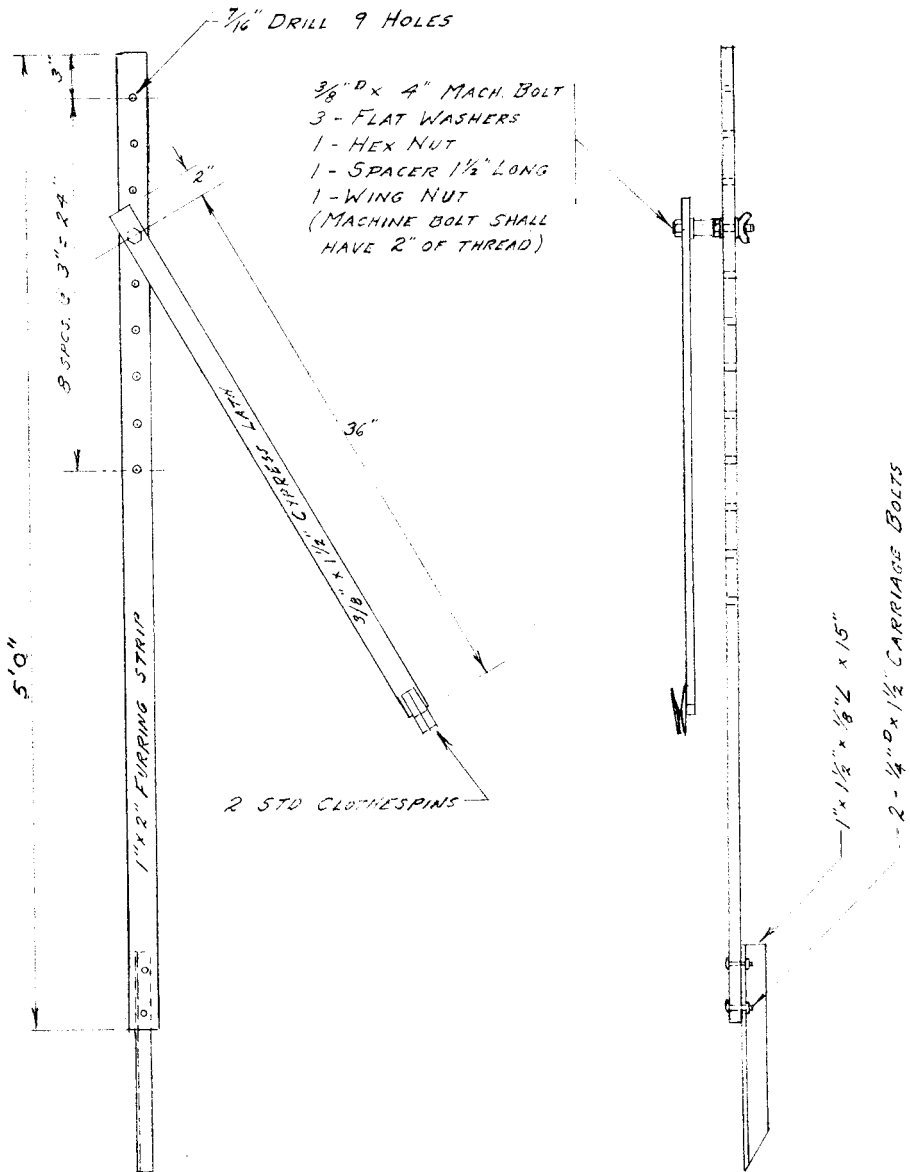 7/16" DRILL 9 HOLES
3"
3/8"ᴰ x 4" MACH. BOLT
3 - FLAT WASHERS
1 - HEX NUT
1 - SPACER 1 1/2" LONG
1 - WING NUT
(MACHINE BOLT SHALL
HAVE 2" OF THREAD)
2"
8 SPCS. @ 3" = 24"
36"
3/8" x 1 1/2" CYPRESS LATH
5'0"
1" x 2" FURRING STRIP
2 STD CLOTHESPINS
1" x 1 1/2" x 1/8" L x 15"
2 - 1/4"ᴰ x 1 1/2" CARRIAGE BOLTS